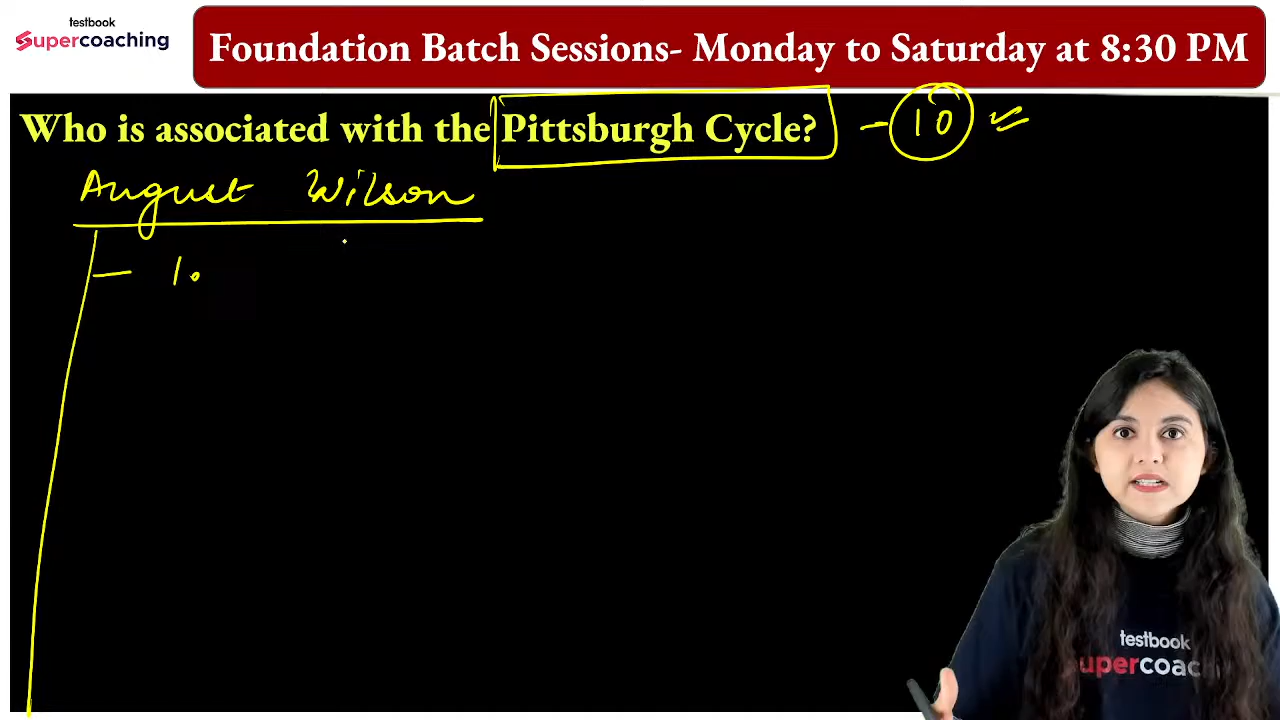 testbook
Supercoaching
Foundation Batch Sessions- Monday to Saturday at 8:30 PM
Who is associated with the Pittsburgh Cycle? - 10
August Wilson
- 10
testbook
supercoachi